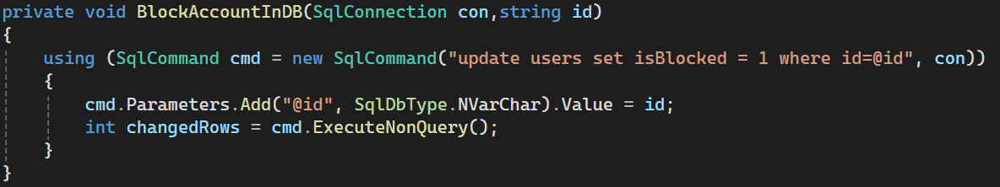 private void BlockAccountInDB(SqlConnection con,string id)
{
    using (SqlCommand cmd = new SqlCommand("update users set isBlocked = 1 where id=@id", con))
    {
        cmd.Parameters.Add("@id", SqlDbType.NVarChar).Value = id;
        int changedRows = cmd.ExecuteNonQuery();
    }
}